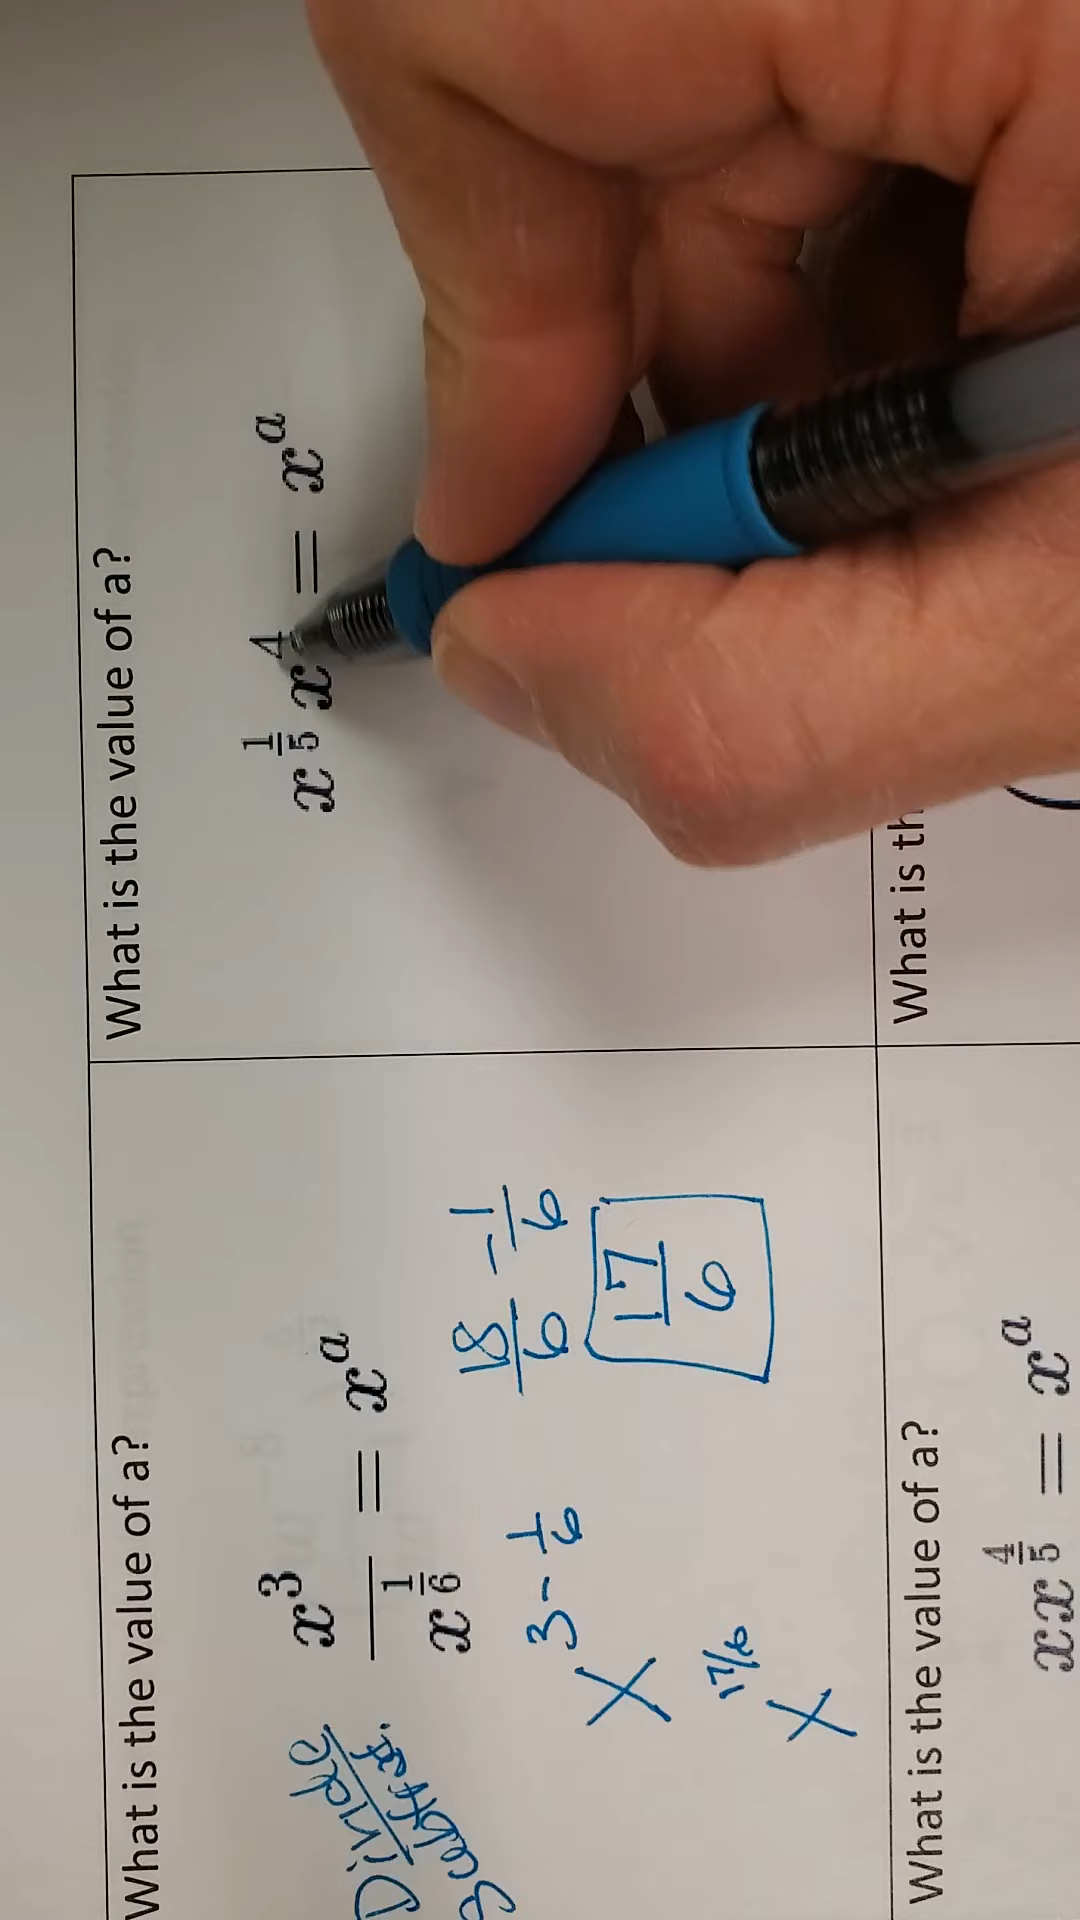 What is the value of a?
x^3 / x^{1/6} = x^a
Divide
Subtract.
3 - 1/6
x
18/6 - 1/6
17/6
x^{17/6}
What is the value of a?
x^{1/5} x^4 = x^a
What is the value of a?
x x^{4/5} = x^a
What is th